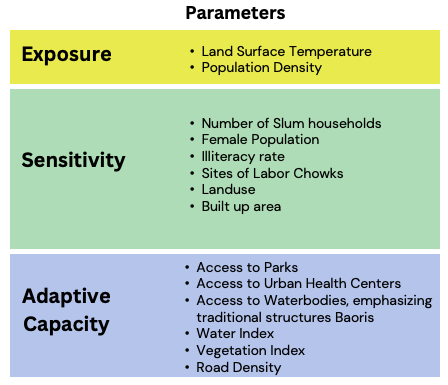 Parameters
Exposure
• Land Surface Temperature
• Population Density
Sensitivity
• Number of Slum households
• Female Population
• Illiteracy rate
• Sites of Labor Chowks
• Landuse
• Built up area
Adaptive
Capacity
• Access to Parks
• Access to Urban Health Centers
• Access to Waterbodies, emphasizing
traditional structures Baoris
• Water Index
• Vegetation Index
• Road Density